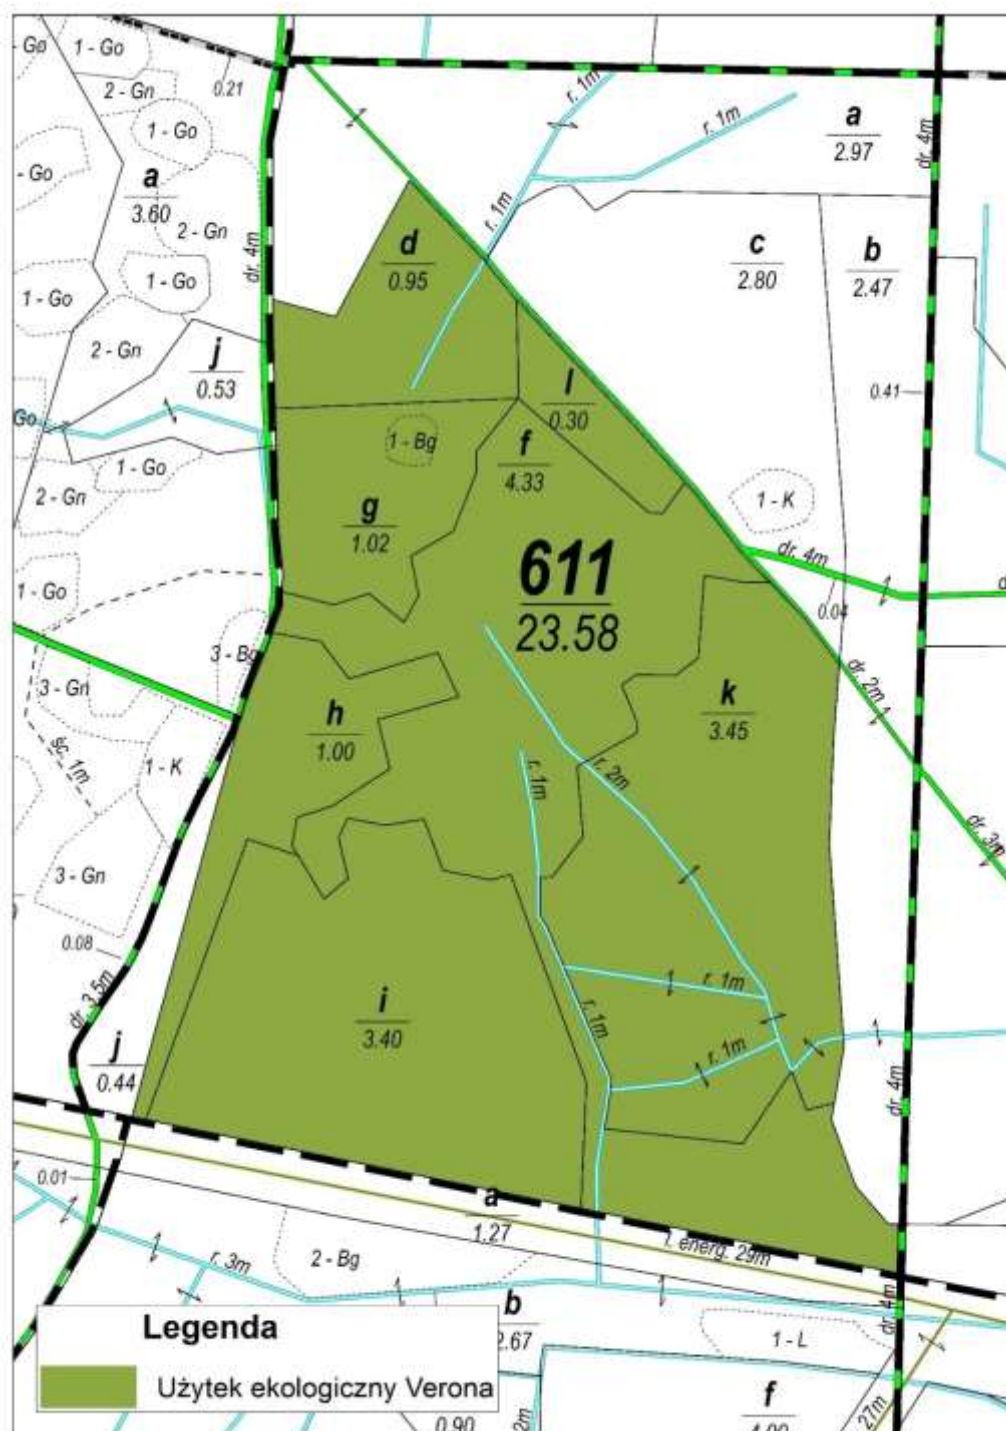 - Go
1 - Go
2 - Gn
0.21
1 - Go
- Go
a
3.60
2 - Gn
1 - Go
1 - Go
2 - Gn
j
0.53
Go
1 - Go
2 - Gn
1 - Go
dr. 4m
r. 1m
r. 1m
r. 1m
a
2.97
dr. 4m
c
2.80
b
2.47
d
0.95
l
0.30
0.41
1 - Bg
f
4.33
g
1.02
1 - K
611
23.58
dr. 4m
0.04
3 - Bg
3 - Gn
h
1.00
k
3.45
dr. 2m
śc. 1m
1 - K
r. 1m
r. 2m
dr. 3m
3 - Gn
0.08
dr. 3.5m
i
3.40
r. 1m
r. 1m
r. 1m
j
0.44
dr. 4m
0.01
a
1.27
l. energ. 29m
r. 3m
2 - Bg
dr. 4m
b
2.67
1 - L
Legenda
Użytek ekologiczny Verona
f
27m
0.90
2m